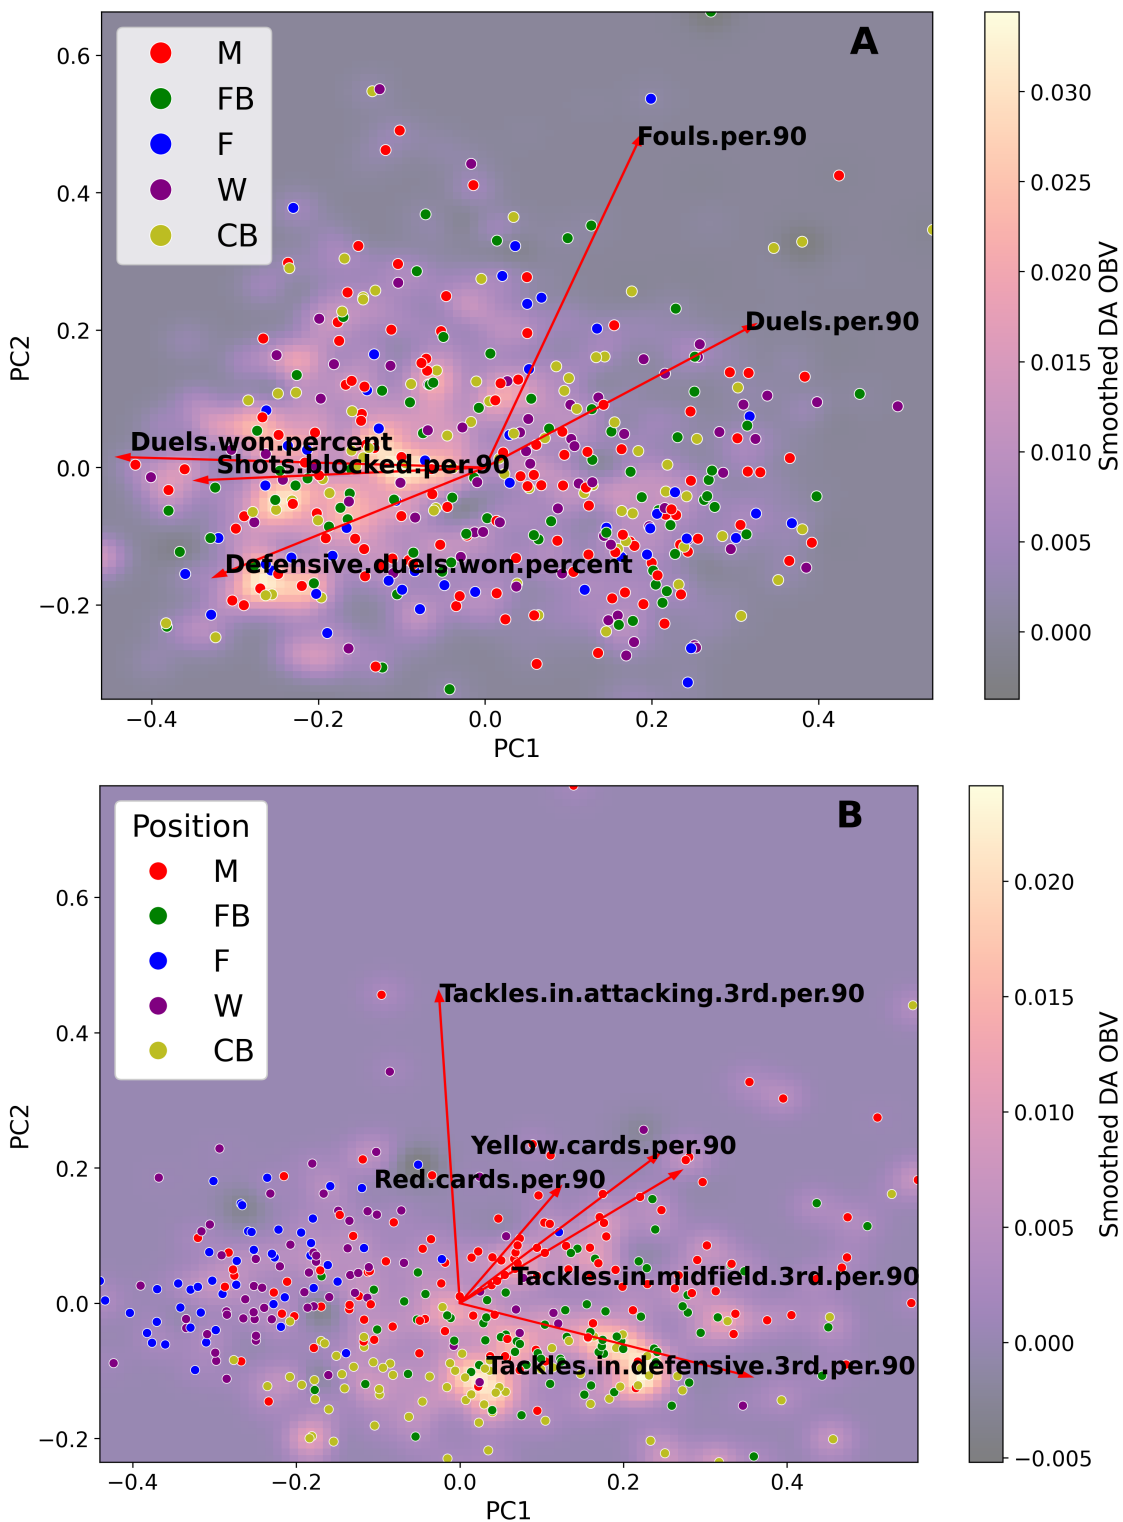 A
M
FB
F
W
CB
Fouls.per.90
Duels.per.90
Duels.won.percent
Shots.blocked.per.90
Defensive.duels.won.percent
0.6
0.4
0.2
0.0
−0.2
PC2
−0.4
−0.2
0.0
0.2
0.4
PC1
0.030
0.025
0.020
0.015
0.010
0.005
0.000
Smoothed DA OBV
B
Position
M
FB
F
W
CB
Tackles.in.attacking.3rd.per.90
Yellow.cards.per.90
Red.cards.per.90
Tackles.in.midfield.3rd.per.90
Tackles.in.defensive.3rd.per.90
0.6
0.4
0.2
0.0
−0.2
PC2
−0.4
−0.2
0.0
0.2
0.4
PC1
0.020
0.015
0.010
0.005
0.000
−0.005
Smoothed DA OBV